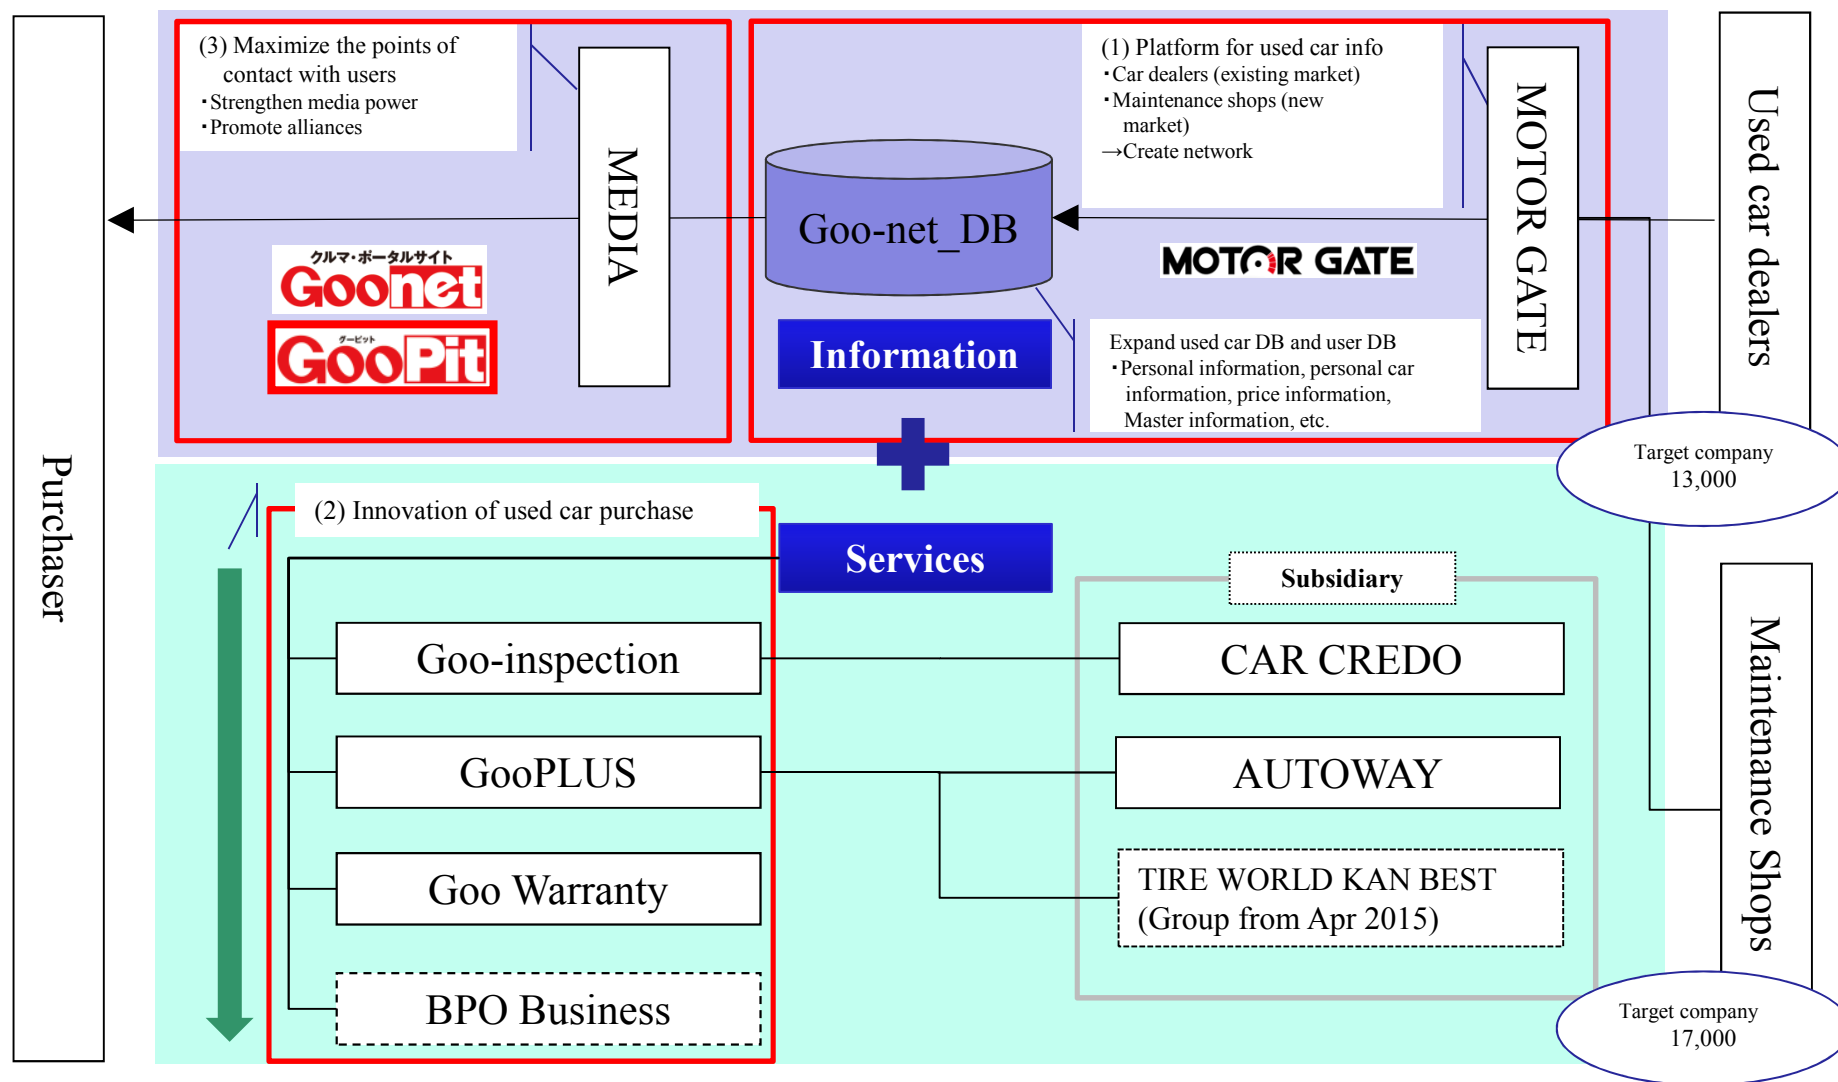 Purchaser
(3) Maximize the points of
contact with users
・Strengthen media power
・Promote alliances
MEDIA
クルマ・ポータルサイト
Goonet
グーピット
GooPit
(1) Platform for used car info
・Car dealers (existing market)
・Maintenance shops (new
market)
→Create network
MOTOR GATE
Goo-net_DB
MOTOR GATE
Information
Expand used car DB and user DB
・Personal information, personal car
information, price information,
Master information, etc.
Used car dealers
Target company
13,000
(2) Innovation of used car purchase
Services
Subsidiary
Goo-inspection
CAR CREDO
GooPLUS
AUTOWAY
Goo Warranty
TIRE WORLD KAN BEST
(Group from Apr 2015)
BPO Business
Maintenance Shops
Target company
17,000